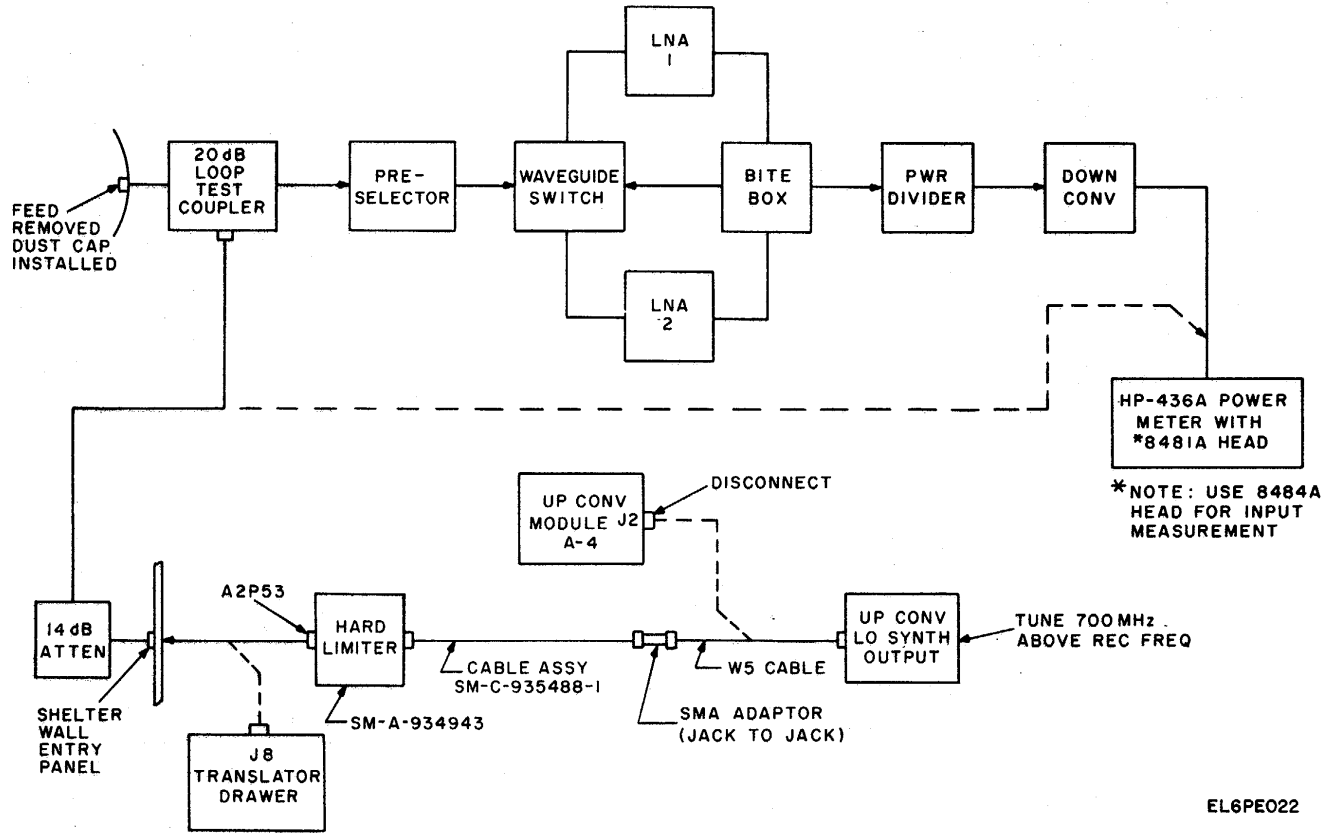 LNA
1
20 dB
LOOP
TEST
COUPLER
PRE-
SELECTOR
WAVEGUIDE
SWITCH
BITE
BOX
PWR
DIVIDER
DOWN
CONV
FEED
REMOVED
DUST CAP
INSTALLED
LNA
2
HP-436A POWER
METER WITH
*8481A HEAD
*NOTE: USE 8484A
HEAD FOR INPUT
MEASUREMENT
UP CONV
MODULE J2
A-4
DISCONNECT
14 dB
ATTEN
A2P53
HARD
LIMITER
UP CONV
LO SYNTH
OUTPUT
TUNE 700 MHz
ABOVE REC FREQ
CABLE ASSY
SM-C-935488-1
W5 CABLE
SHELTER
WALL
ENTRY
PANEL
SM-A-934943
SMA ADAPTOR
(JACK TO JACK)
J8
TRANSLATOR
DRAWER
EL6PE022